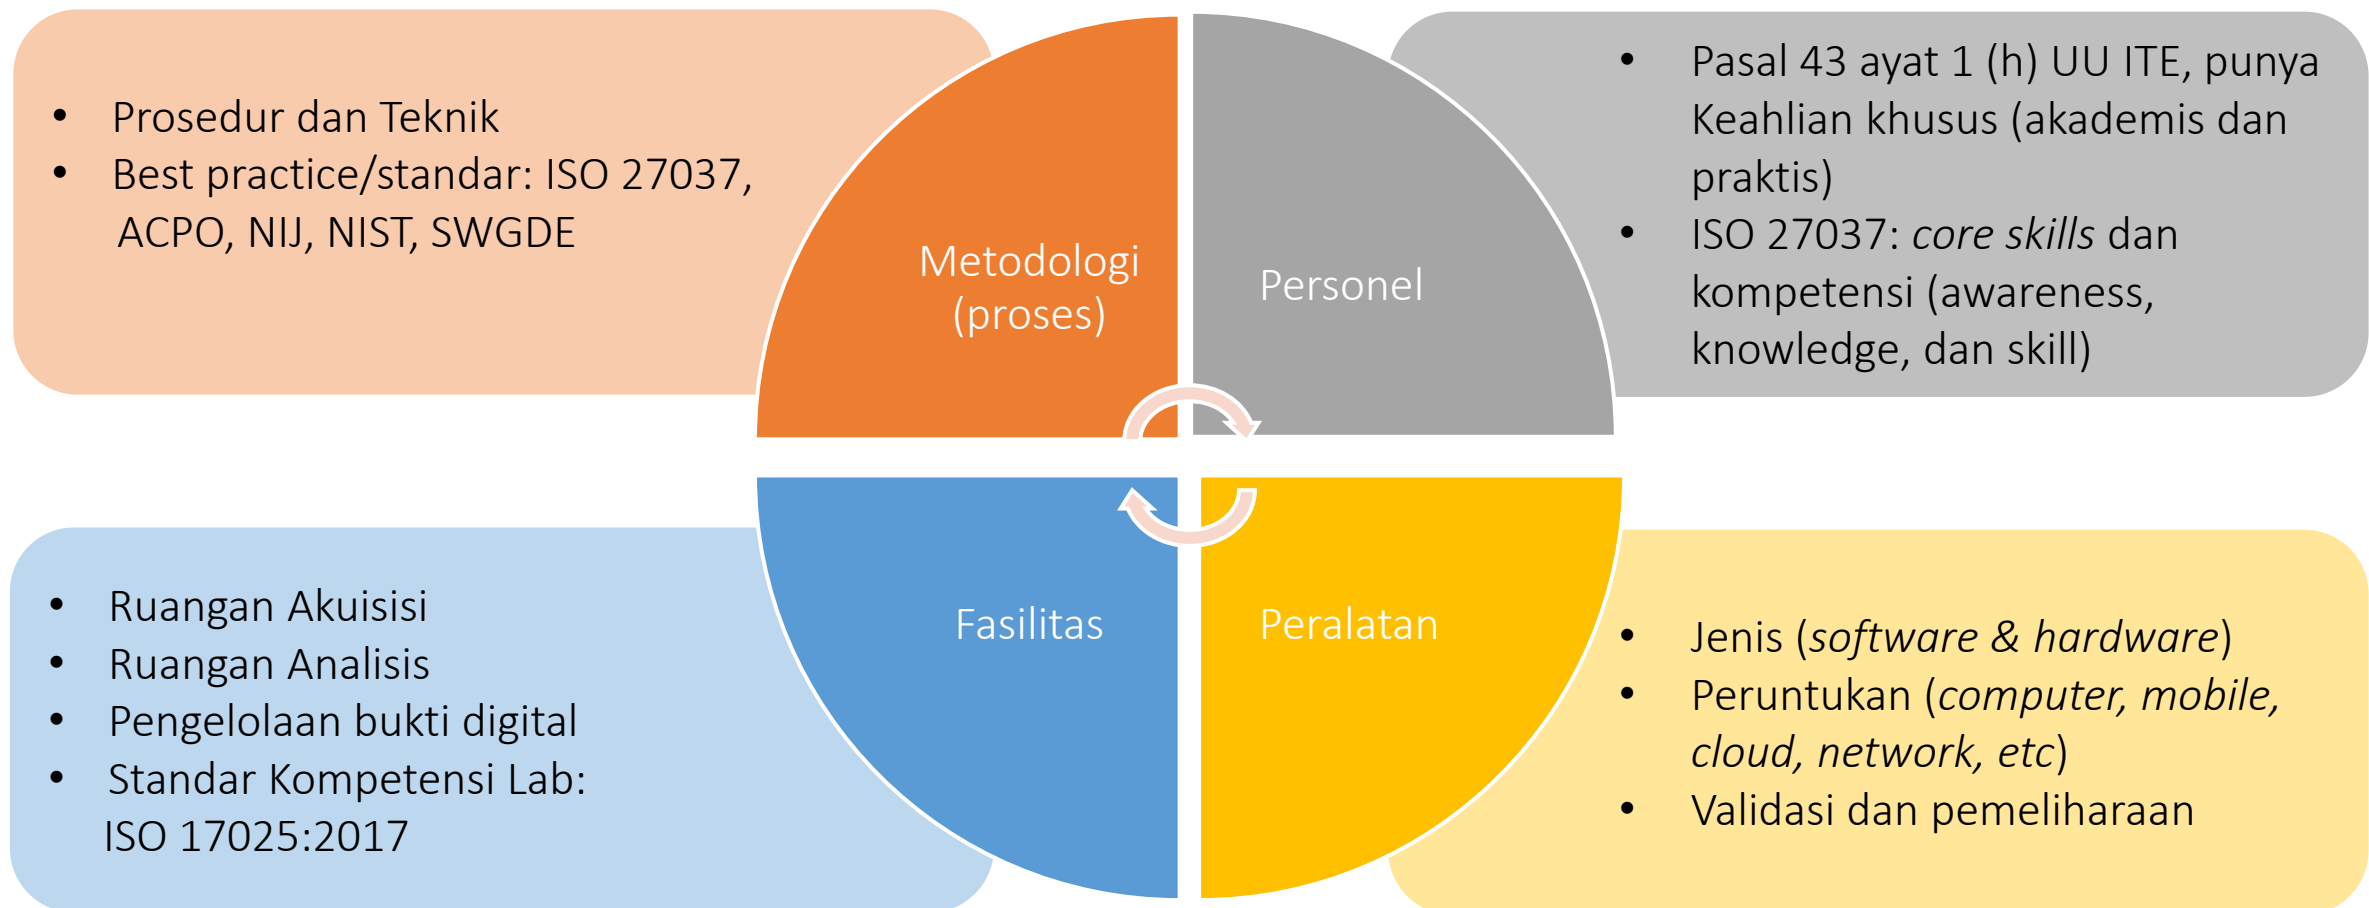 • Prosedur dan Teknik
• Best practice/standar: ISO 27037,
ACPO, NIJ, NIST, SWGDE
Metodologi
(proses)
Personel
• Pasal 43 ayat 1 (h) UU ITE, punya
Keahlian khusus (akademis dan
praktis)
• ISO 27037: core skills dan
kompetensi (awareness,
knowledge, dan skill)
• Ruangan Akuisisi
• Ruangan Analisis
• Pengelolaan bukti digital
• Standar Kompetensi Lab:
ISO 17025:2017
Fasilitas
Peralatan
• Jenis (software & hardware)
• Peruntukan (computer, mobile,
cloud, network, etc)
• Validasi dan pemeliharaan